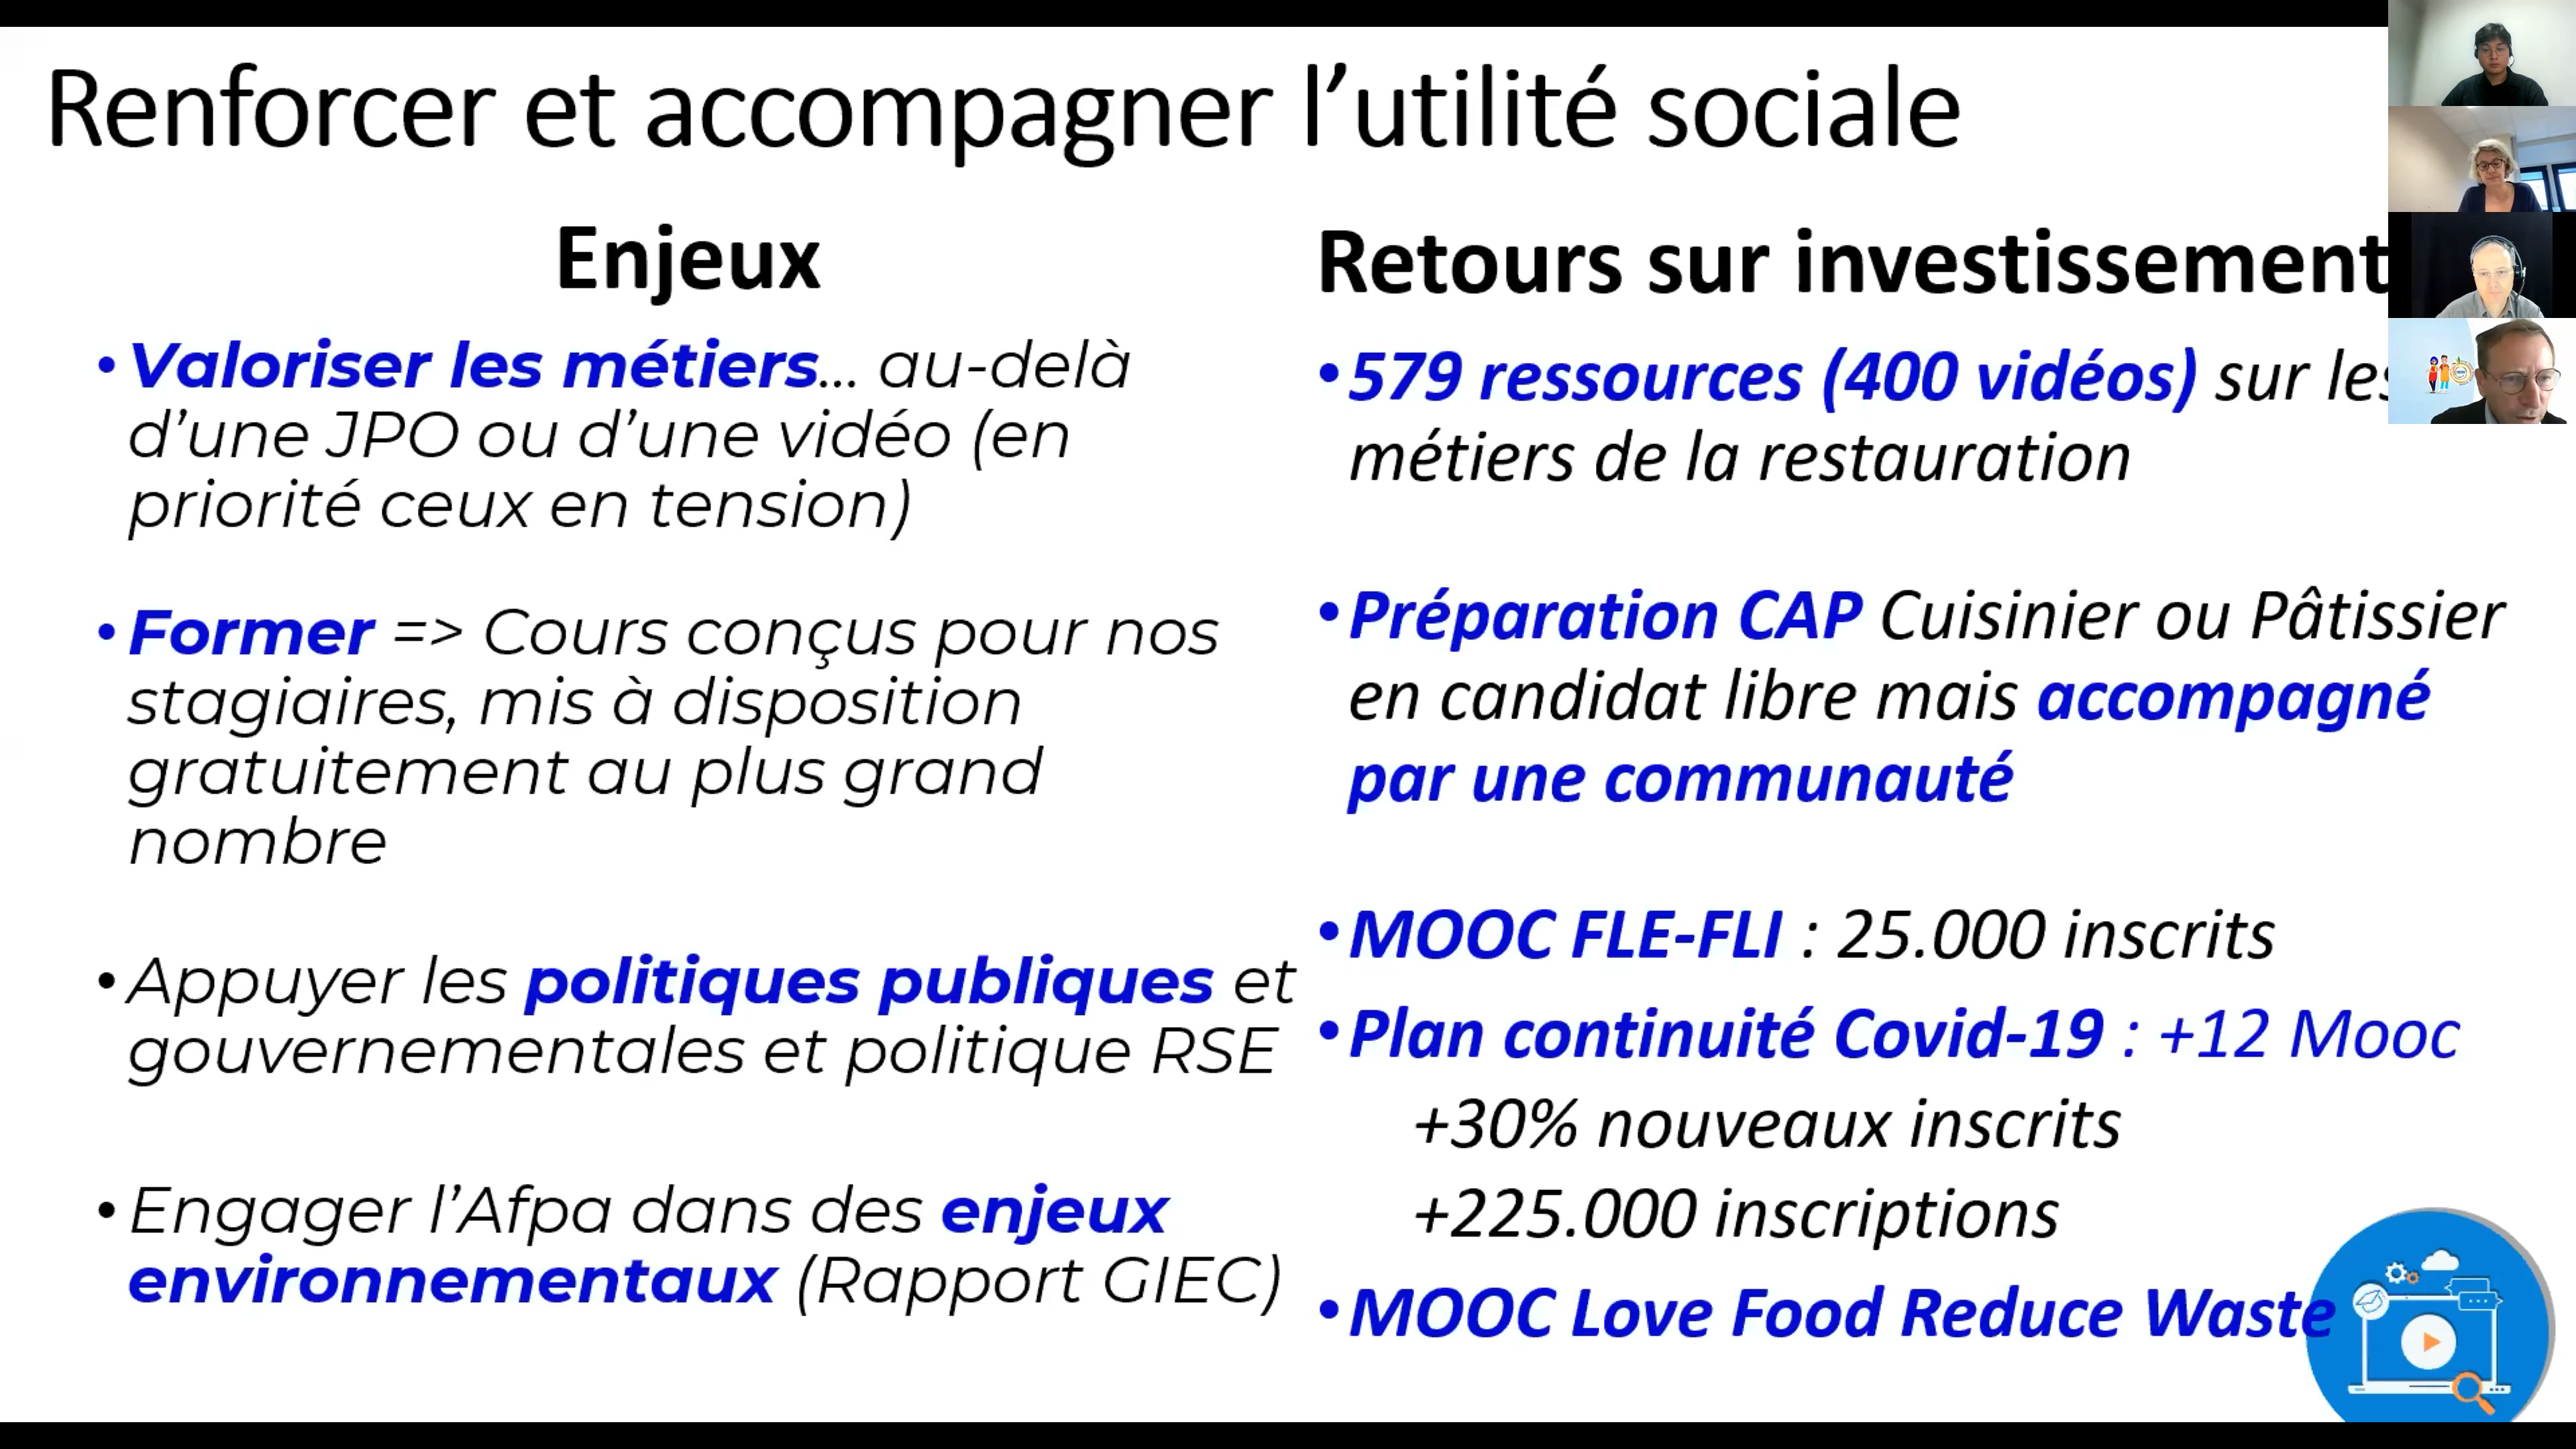 Renforcer et accompagner l’utilité sociale
Enjeux
• Valoriser les métiers... au-delà
d’une JPO ou d’une vidéo (en
priorité ceux en tension)
• Former => Cours conçus pour nos
stagiaires, mis à disposition
gratuitement au plus grand
nombre
• Appuyer les politiques publiques et
gouvernementales et politique RSE
• Engager l’Afpa dans des enjeux
environnementaux (Rapport GIEC)
Retours sur investissement
• 579 ressources (400 vidéos) sur les
métiers de la restauration
• Préparation CAP Cuisinier ou Pâtissier
en candidat libre mais accompagné
par une communauté
• MOOC FLE-FLI : 25.000 inscrits
• Plan continuité Covid-19 : +12 Mooc
+30% nouveaux inscrits
+225.000 inscriptions
• MOOC Love Food Reduce Waste